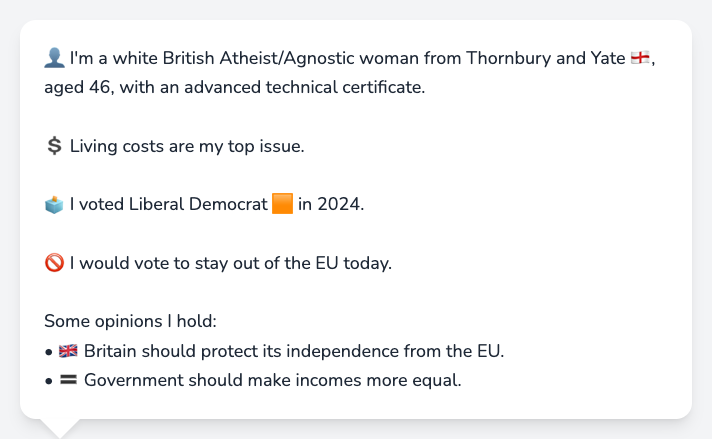 👤 I'm a white British Atheist/Agnostic woman from Thornbury and Yate 🏴󠁧󠁢󠁥󠁮󠁧󠁿,
aged 46, with an advanced technical certificate.
💲 Living costs are my top issue.
🗳️ I voted Liberal Democrat 🟧 in 2024.
🚫 I would vote to stay out of the EU today.
Some opinions I hold:
• 🇬🇧 Britain should protect its independence from the EU.
• 🟰 Government should make incomes more equal.